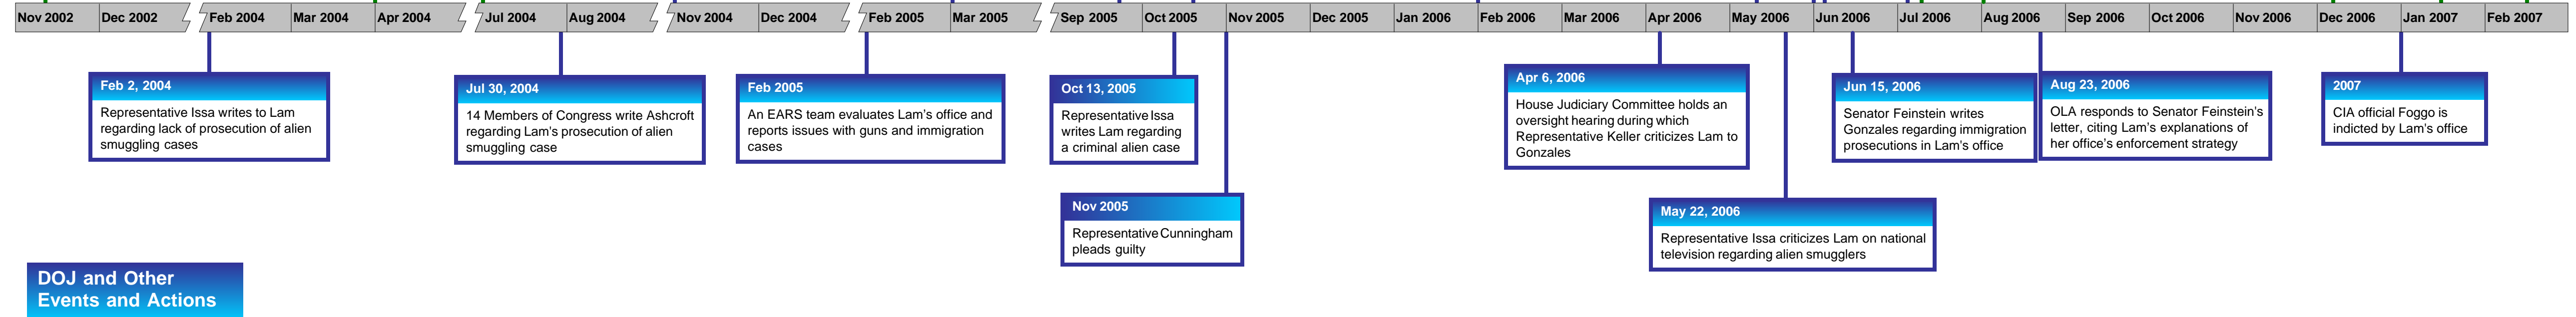 Nov 2002 Dec 2002 Feb 2004 Mar 2004 Apr 2004 Jul 2004 Aug 2004 Nov 2004 Dec 2004 Feb 2005 Mar 2005 Sep 2005 Oct 2005 Nov 2005 Dec 2005 Jan 2006 Feb 2006 Mar 2006 Apr 2006 May 2006 Jun 2006 Jul 2006 Aug 2006 Sep 2006 Oct 2006 Nov 2006 Dec 2006 Jan 2007 Feb 2007
Feb 2, 2004
Representative Issa writes to Lam
regarding lack of prosecution of alien
smuggling cases
Jul 30, 2004
14 Members of Congress write Ashcroft
regarding Lam's prosecution of alien
smuggling case
Feb 2005
An EARS team evaluates Lam's office and
reports issues with guns and immigration
cases
Oct 13, 2005
Representative Issa
writes Lam regarding
a criminal alien case
Nov 2005
Representative Cunningham
pleads guilty
Apr 6, 2006
House Judiciary Committee holds an
oversight hearing during which
Representative Keller criticizes Lam to
Gonzales
May 22, 2006
Representative Issa criticizes Lam on national
television regarding alien smugglers
Jun 15, 2006
Senator Feinstein writes
Gonzales regarding immigration
prosecutions in Lam's office
Aug 23, 2006
OLA responds to Senator Feinstein's
letter, citing Lam's explanations of
her office's enforcement strategy
2007
CIA official Foggo is
indicted by Lam's office
DOJ and Other
Events and Actions